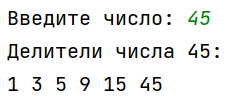 Введите число: 45
Делители числа 45:
1 3 5 9 15 45